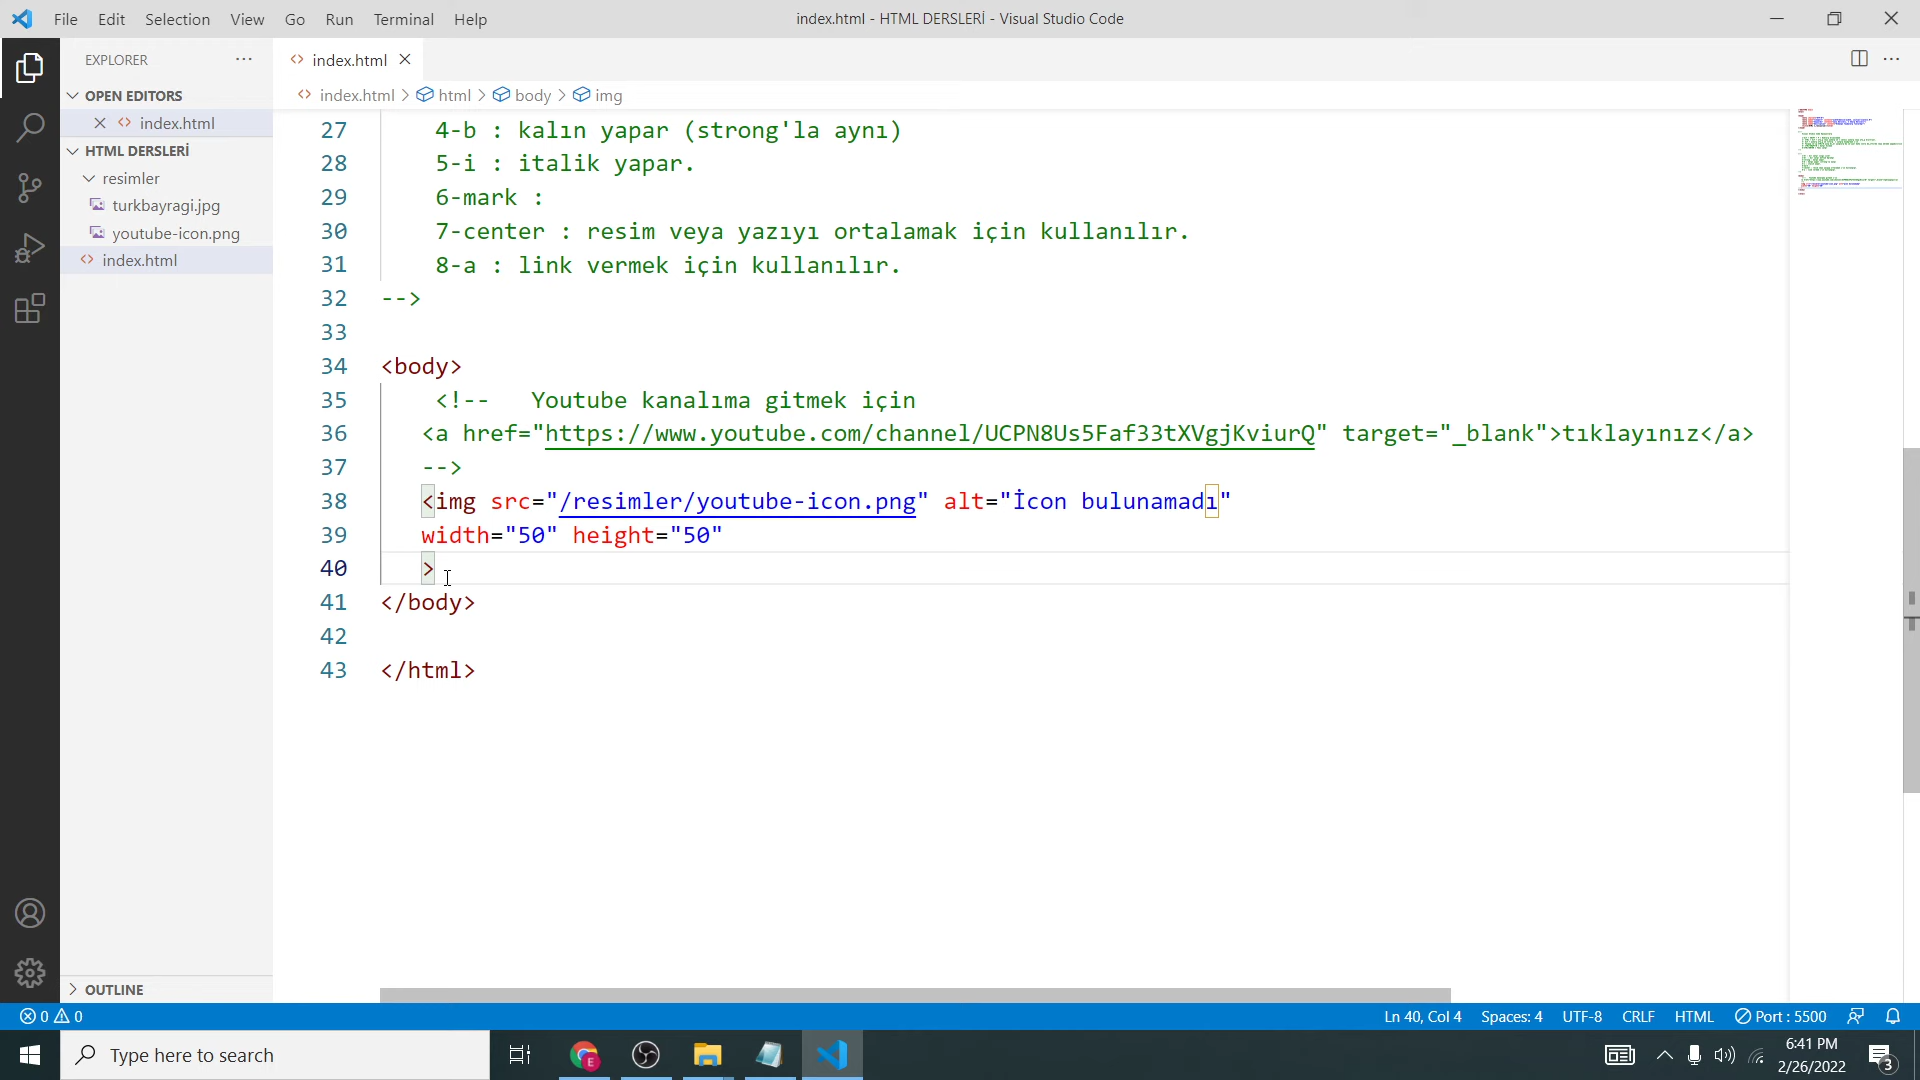 File Edit Selection View Go Run Terminal Help
index.html - HTML DERSLERİ - Visual Studio Code
EXPLORER
OPEN EDITORS
index.html
HTML DERSLERİ
resimler
turkbayragi.jpg
youtube-icon.png
index.html
OUTLINE
index.html
index.html > html > body > img
27 4-b : kalın yapar (strong'la aynı)
28 5-i : italik yapar.
29 6-mark :
30 7-center : resim veya yazıyı ortalamak için kullanılır.
31 8-a : link vermek için kullanılır.
32 -->
33
34 <body>
35 <!-- Youtube kanalıma gitmek için
36 <a href="https://www.youtube.com/channel/UCPN8Us5Faf33tXVgjKviurQ" target="_blank">tıklayınız</a>
37 -->
38 <img src="/resimler/youtube-icon.png" alt="İcon bulunamadı"
39 width="50" height="50"
40 >
41 </body>
42
43 </html>
0 0
Ln 40, Col 4 Spaces: 4 UTF-8 CRLF HTML Port : 5500
Type here to search
E
6:41 PM
2/26/2022
3